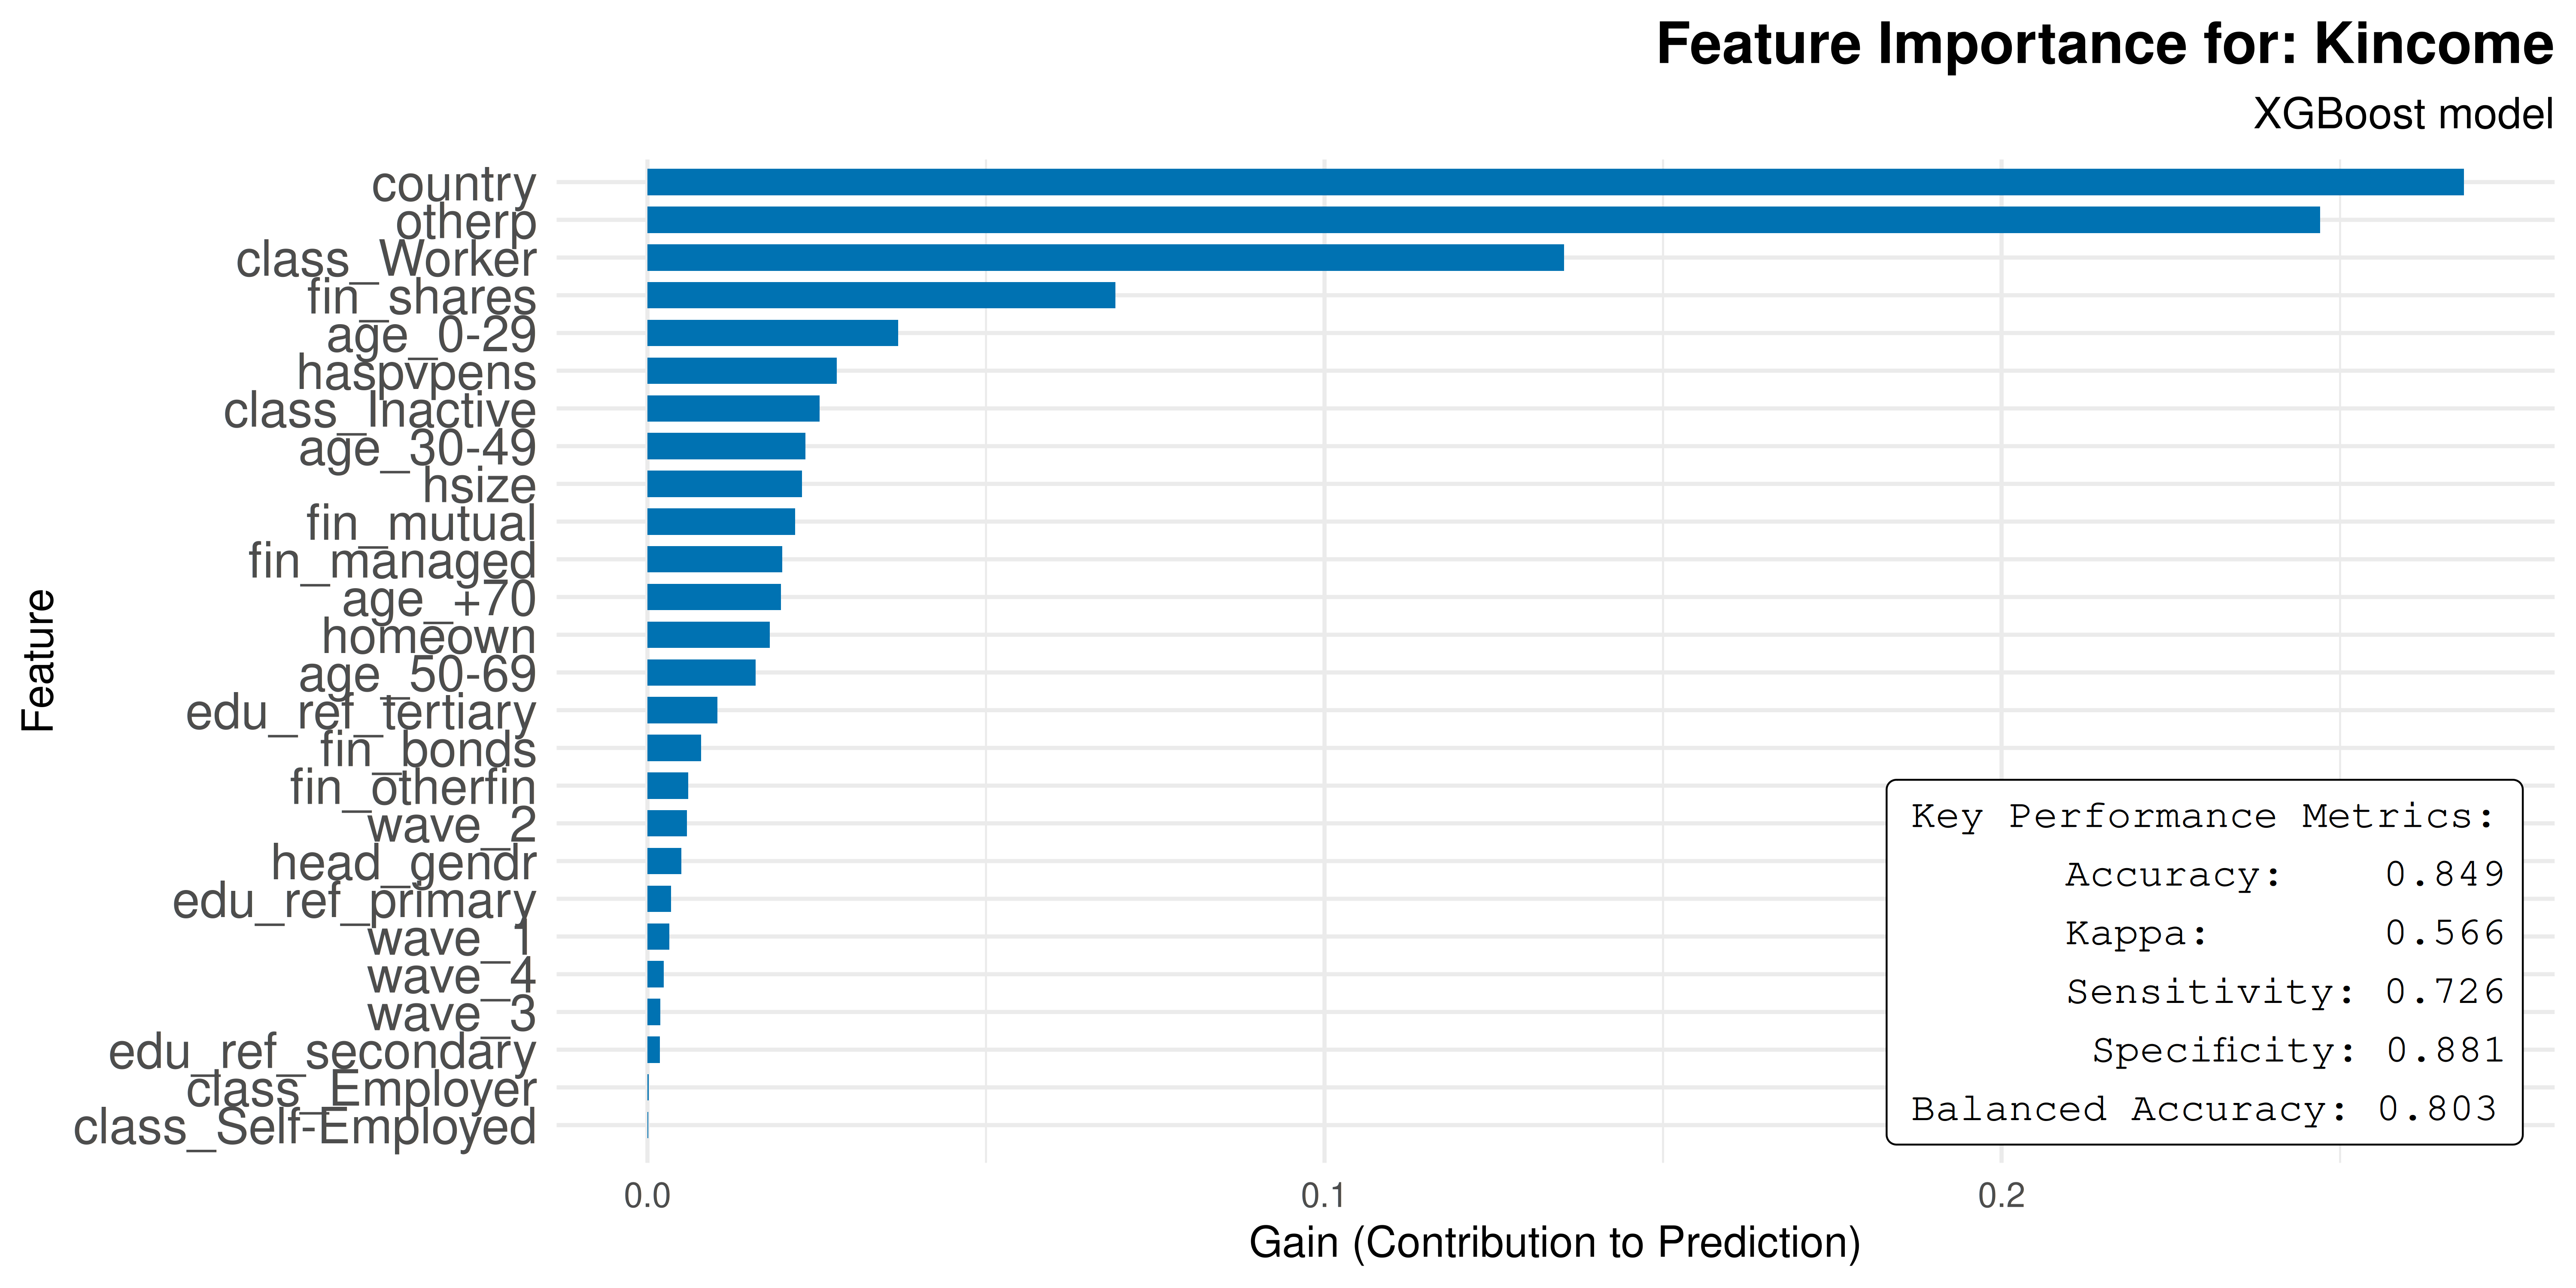 Feature Importance for: Kincome
XGBoost model
Feature
country
otherp
class_Worker
fin_shares
age_0-29
haspvpens
class_Inactive
age_30-49
hsize
fin_mutual
fin_managed
age_+70
homeown
age_50-69
edu_ref_tertiary
fin_bonds
fin_otherfin
wave_2
head_gendr
edu_ref_primary
wave_1
wave_4
wave_3
edu_ref_secondary
class_Employer
class_Self-Employed
Key Performance Metrics:
Accuracy: 0.849
Kappa: 0.566
Sensitivity: 0.726
Specificity: 0.881
Balanced Accuracy: 0.803
0.0 0.1 0.2
Gain (Contribution to Prediction)